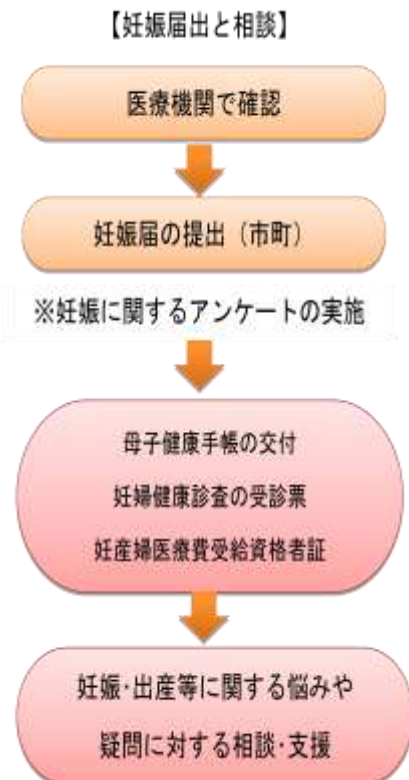 【妊娠届出と相談】
医療機関で確認
妊娠届の提出（市町）
※妊娠に関するアンケートの実施
母子健康手帳の交付
妊婦健康診査の受診票
妊産婦医療費受給資格者証
妊娠・出産等に関する悩みや
疑問に対する相談・支援